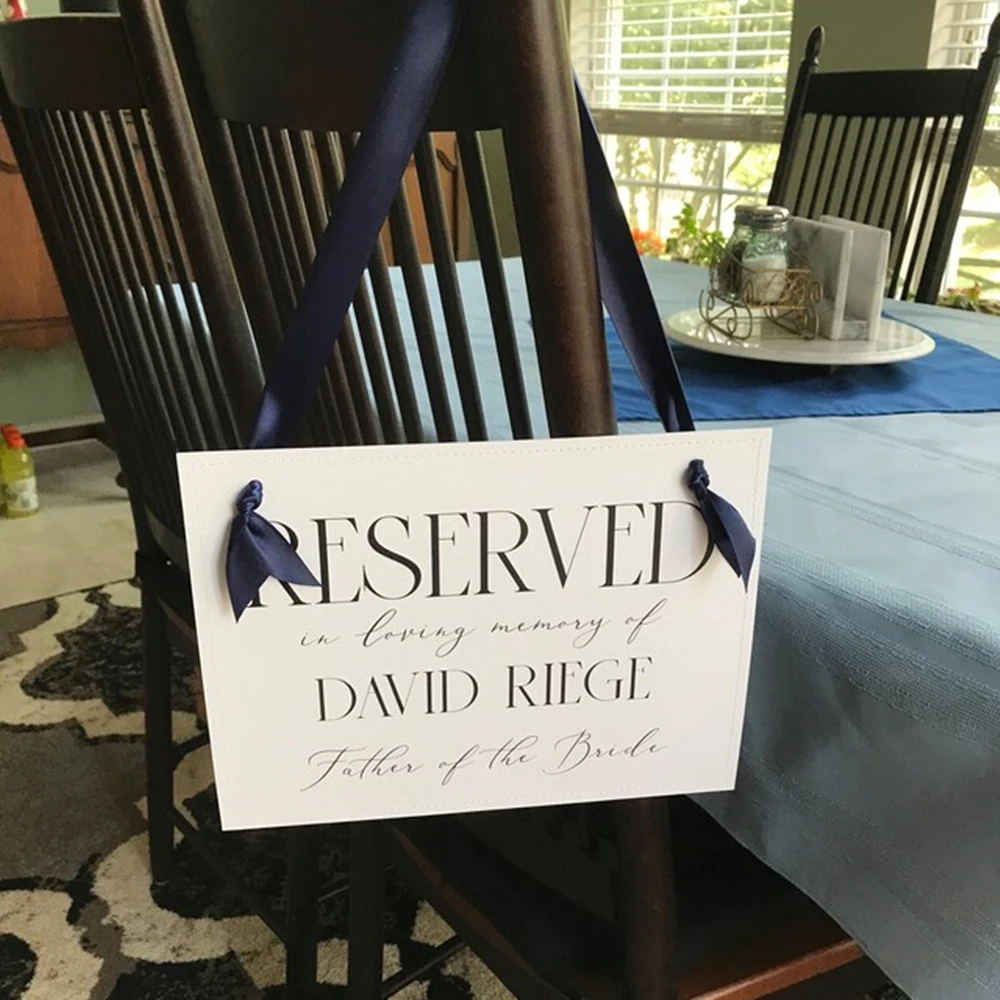 RESERVED
in loving memory of
DAVID RIEGE
Father of the Bride